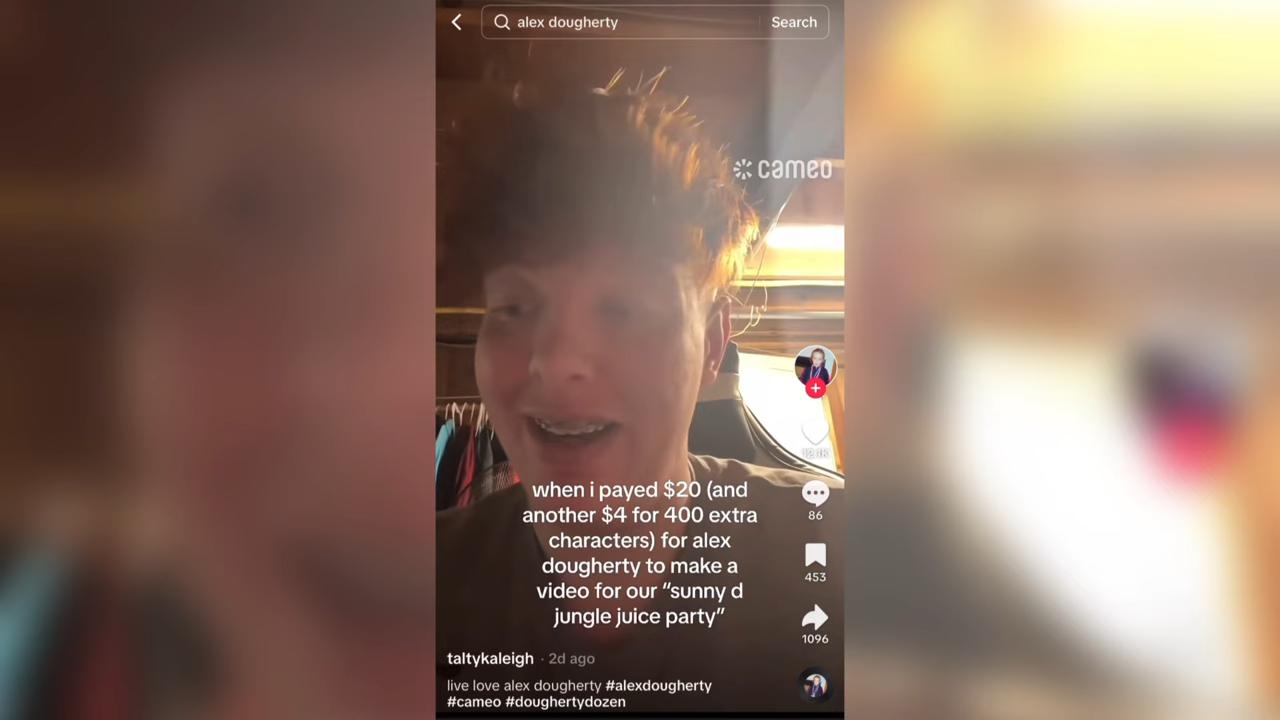 alex dougherty
Search
cameo
when i payed $20 (and
another $4 for 400 extra
characters) for alex
dougherty to make a
video for our “sunny d
jungle juice party”
12.1K
86
453
1096
taltykaleigh · 2d ago
live love alex dougherty #alexdougherty
#cameo #doughertydozen